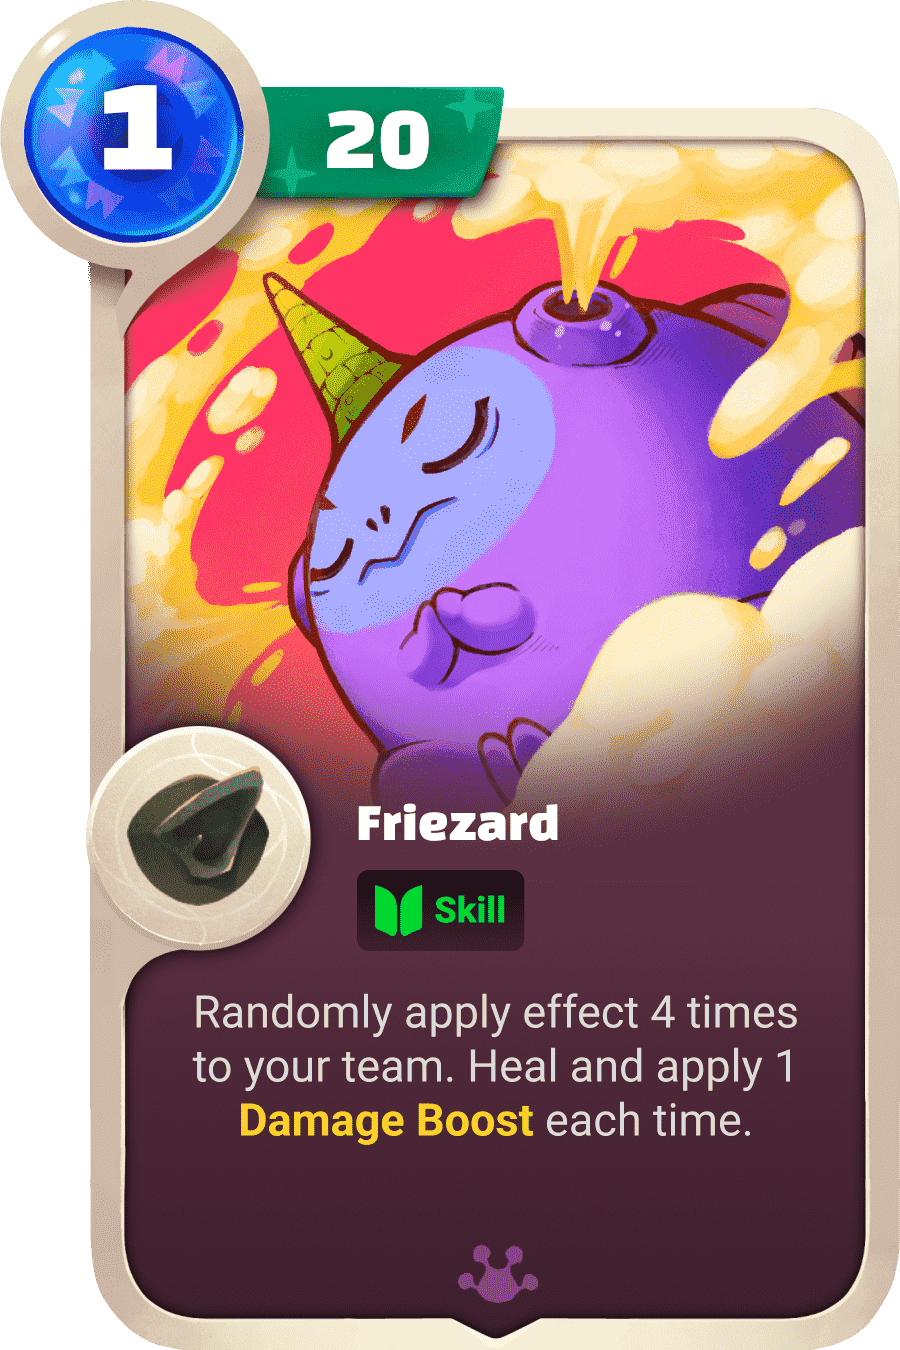 1
20
Friezard
Skill
Randomly apply effect 4 times
to your team. Heal and apply 1
Damage Boost each time.